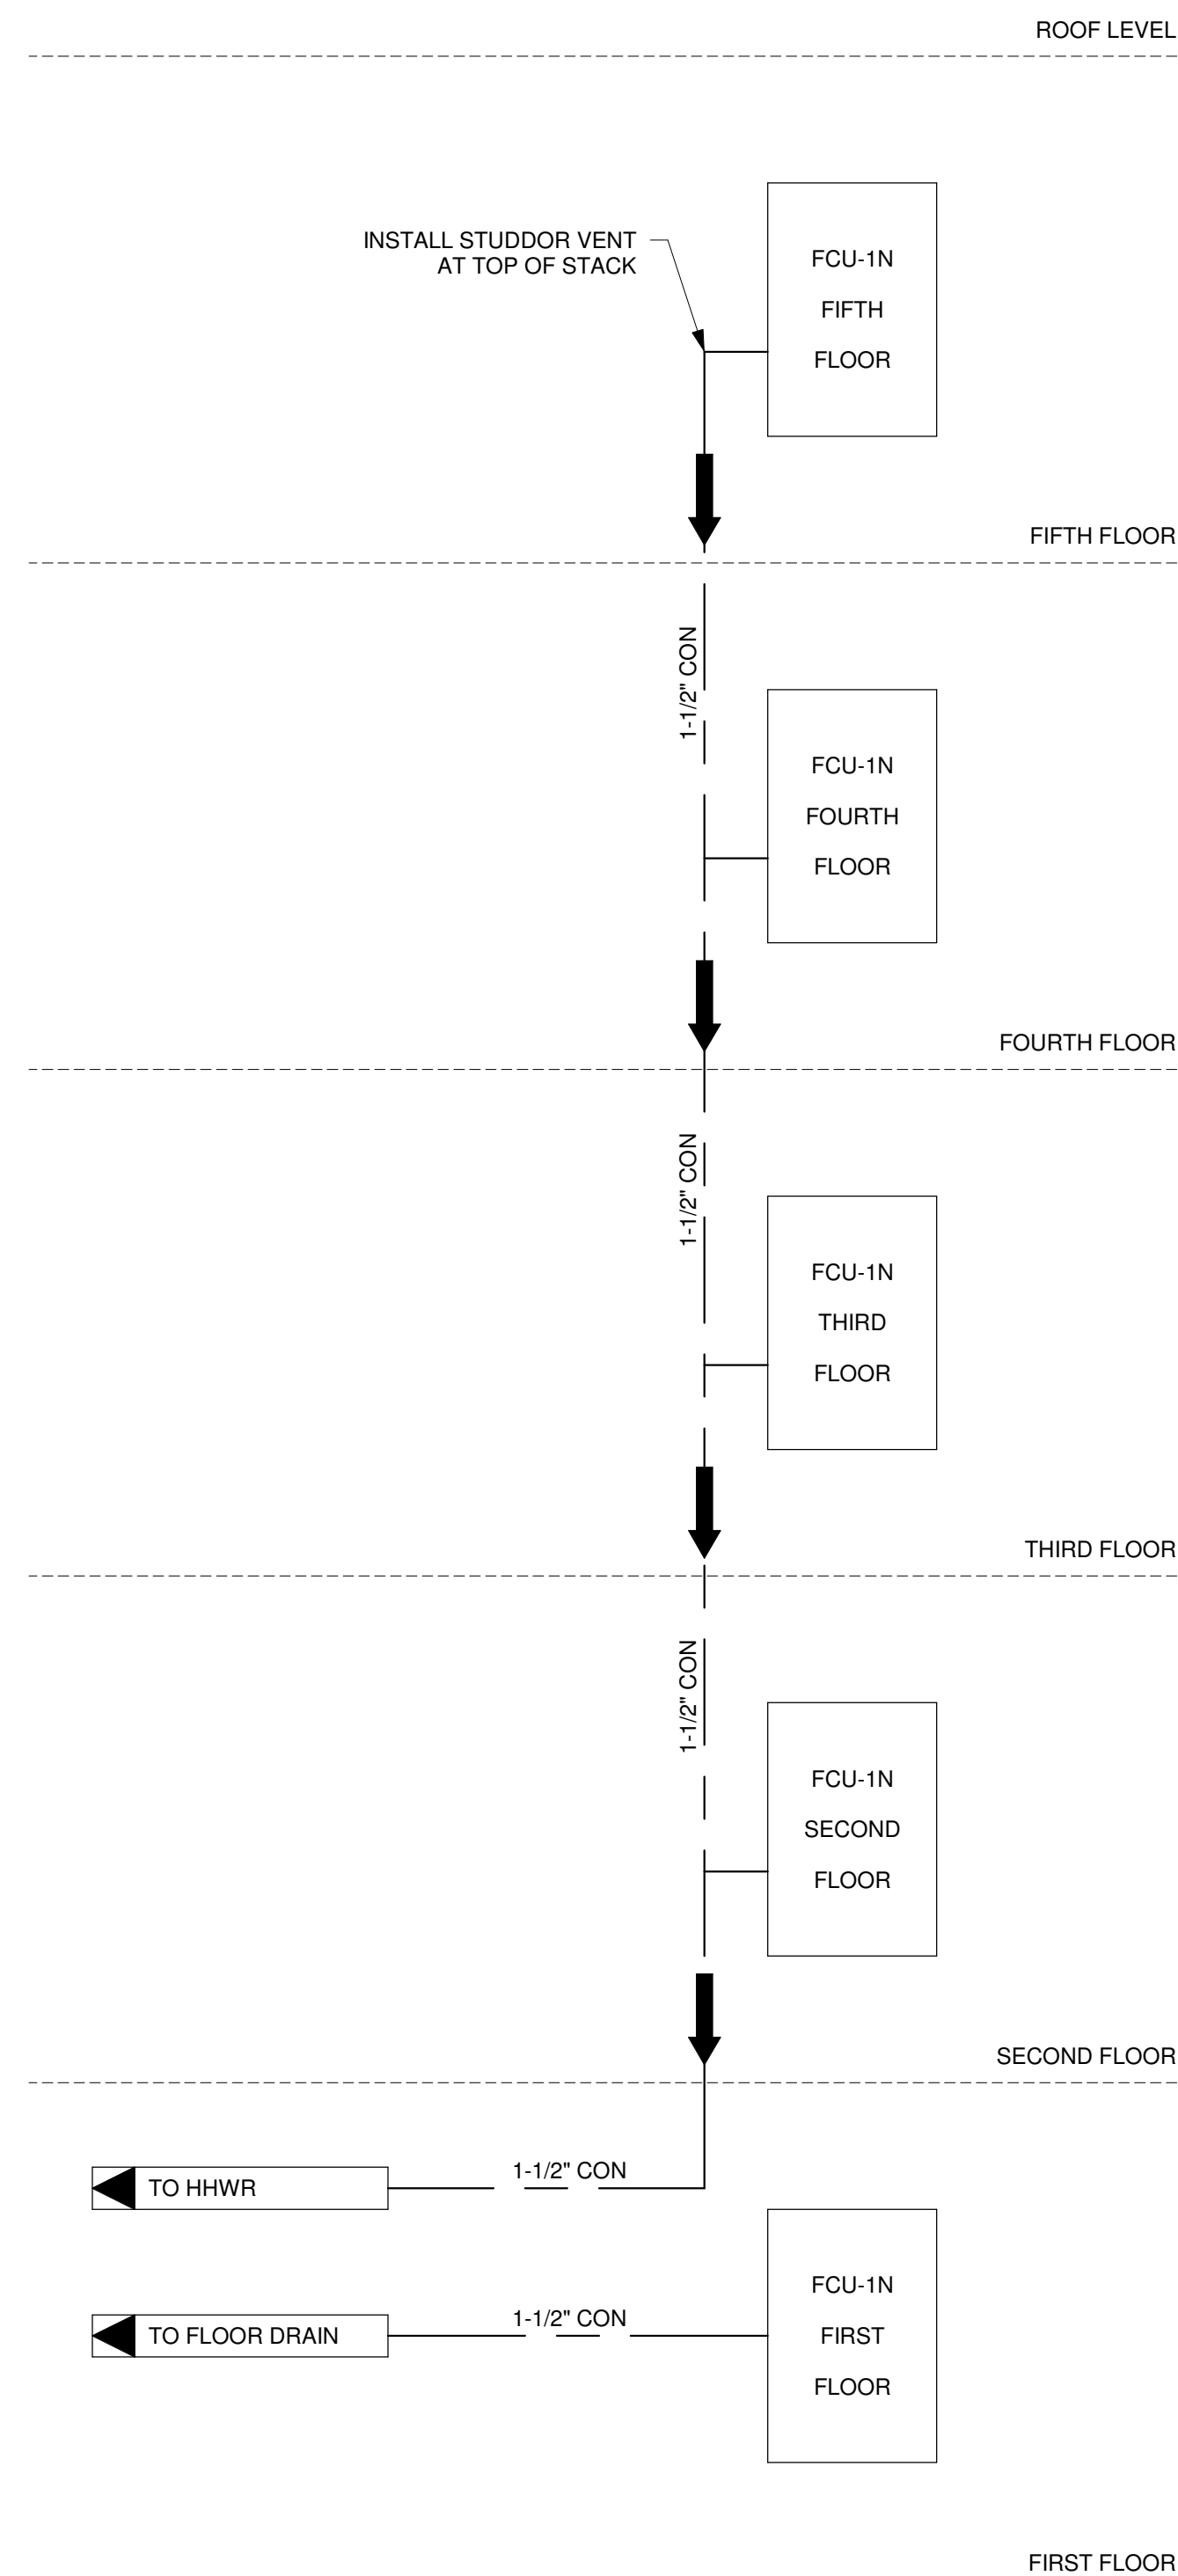 ROOF LEVEL
INSTALL STUDDOR VENT
AT TOP OF STACK
FCU-1N
FIFTH
FLOOR
FIFTH FLOOR
1-1/2" CON
FCU-1N
FOURTH
FLOOR
FOURTH FLOOR
1-1/2" CON
FCU-1N
THIRD
FLOOR
THIRD FLOOR
1-1/2" CON
FCU-1N
SECOND
FLOOR
SECOND FLOOR
1-1/2" CON
TO HHWR
FCU-1N
FIRST
FLOOR
1-1/2" CON
TO FLOOR DRAIN
FIRST FLOOR